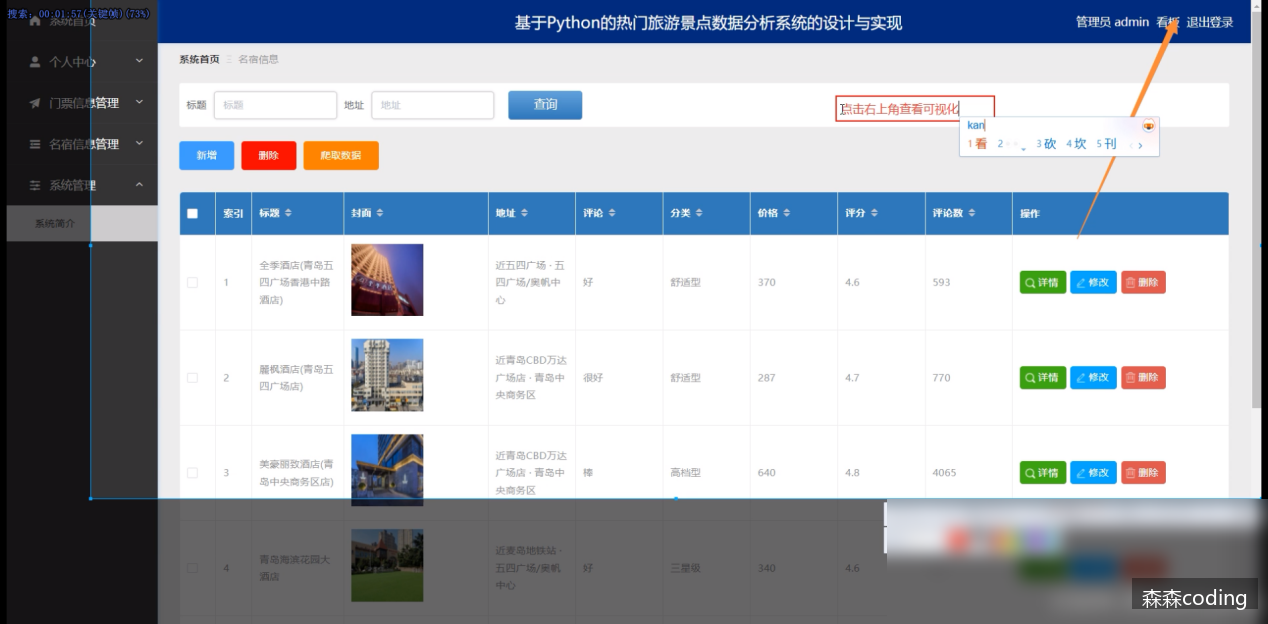 搜索: 00:01:57(关键帧)(73%)
系统首页
个人中心
门票信息管理
名宿信息管理
系统管理
系统简介
基于Python的热门旅游景点数据分析系统的设计与实现
管理员 admin 看板 退出登录
系统首页 名宿信息
标题 标题 地址 地址 查询
点击右上角查看可视化
kan
1看 2 3砍 4坎 5刊
新增 删除 爬取数据
索引 标题 封面 地址 评论 分类 价格 评分 评论数 操作
全季酒店(青岛五
四广场香港中路
酒店)
近五四广场 · 五
四广场/奥帆中
心
1 好 舒适型 370 4.6 593 详情 修改 删除
麗枫酒店(青岛五
四广场店)
近青岛CBD万达
广场店 · 青岛中
央商务区
2 很好 舒适型 287 4.7 770 详情 修改 删除
美豪丽致酒店(青
岛中央商务区店)
近青岛CBD万达
广场店 · 青岛中
央商务区
3 棒 高档型 640 4.8 4065 详情 修改 删除
青岛海滨花园大
酒店
近麦岛地铁站 ·
五四广场/奥帆
中心
4 好 三星级 340 4.6
森森coding